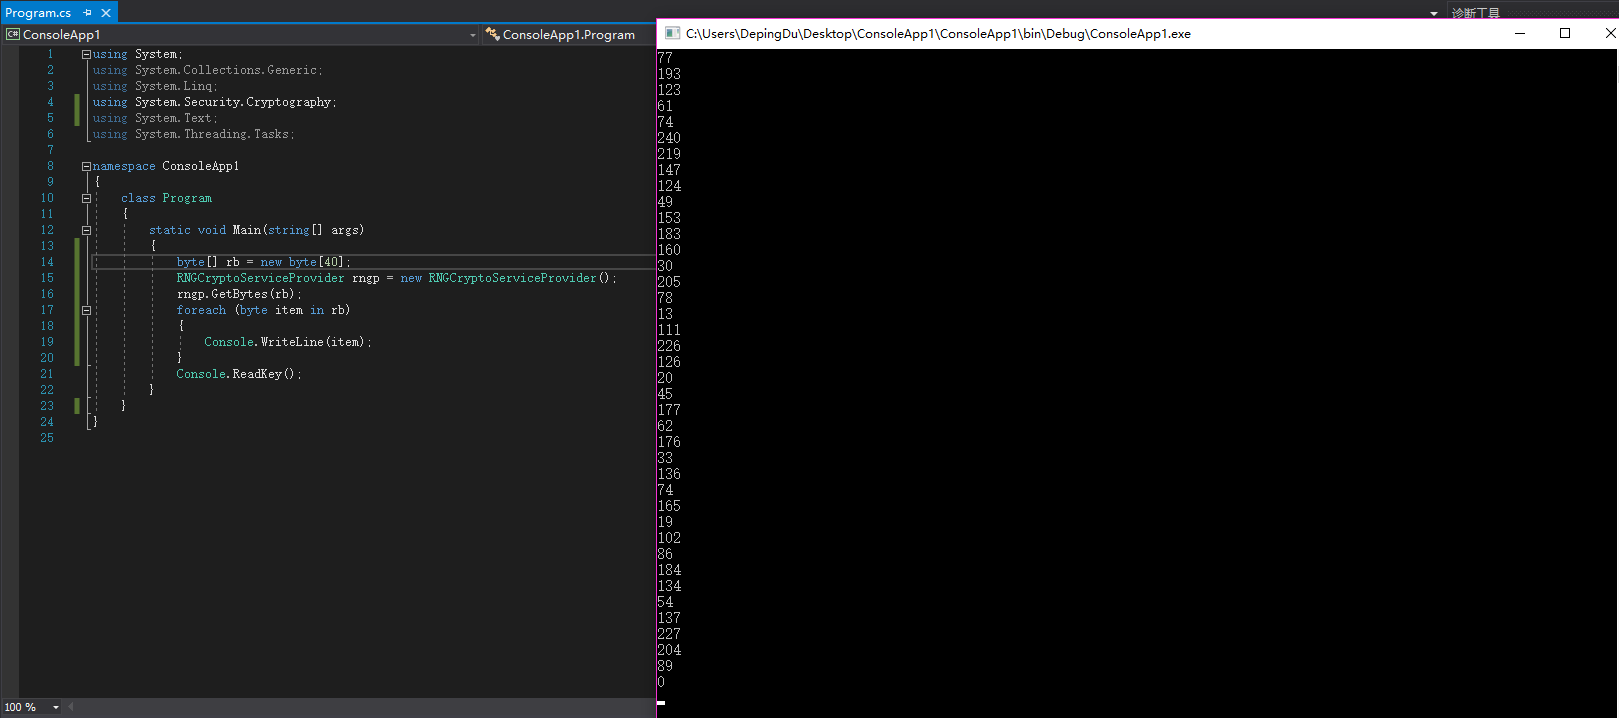 Program.cs
诊断工具
ConsoleApp1
ConsoleApp1.Program
1 using System;
2 using System.Collections.Generic;
3 using System.Linq;
4 using System.Security.Cryptography;
5 using System.Text;
6 using System.Threading.Tasks;
7
8 namespace ConsoleApp1
9 {
10 class Program
11 {
12 static void Main(string[] args)
13 {
14 byte[] rb = new byte[40];
15 RNGCryptoServiceProvider rngp = new RNGCryptoServiceProvider();
16 rngp.GetBytes(rb);
17 foreach (byte item in rb)
18 {
19 Console.WriteLine(item);
20 }
21 Console.ReadKey();
22 }
23 }
24 }
25
100 %
C:\Users\DepingDu\Desktop\ConsoleApp1\ConsoleApp1\bin\Debug\ConsoleApp1.exe
77
193
123
61
74
240
219
147
124
49
153
183
160
30
205
78
13
111
226
126
20
45
177
62
176
33
136
74
165
19
102
86
184
134
54
137
227
204
89
0